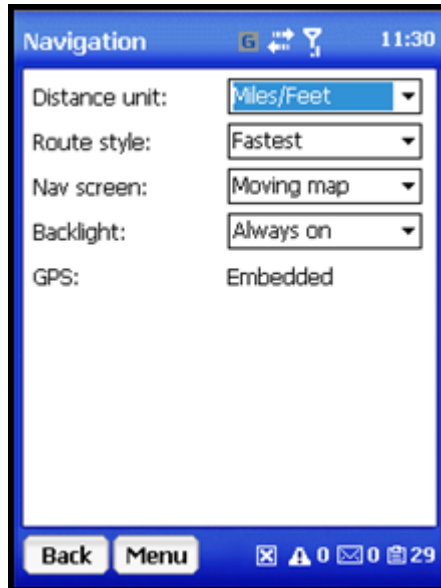 Navigation G 11:30
Distance unit: Miles/Feet
Route style: Fastest
Nav screen: Moving map
Backlight: Always on
GPS: Embedded
Back Menu 0 0 29